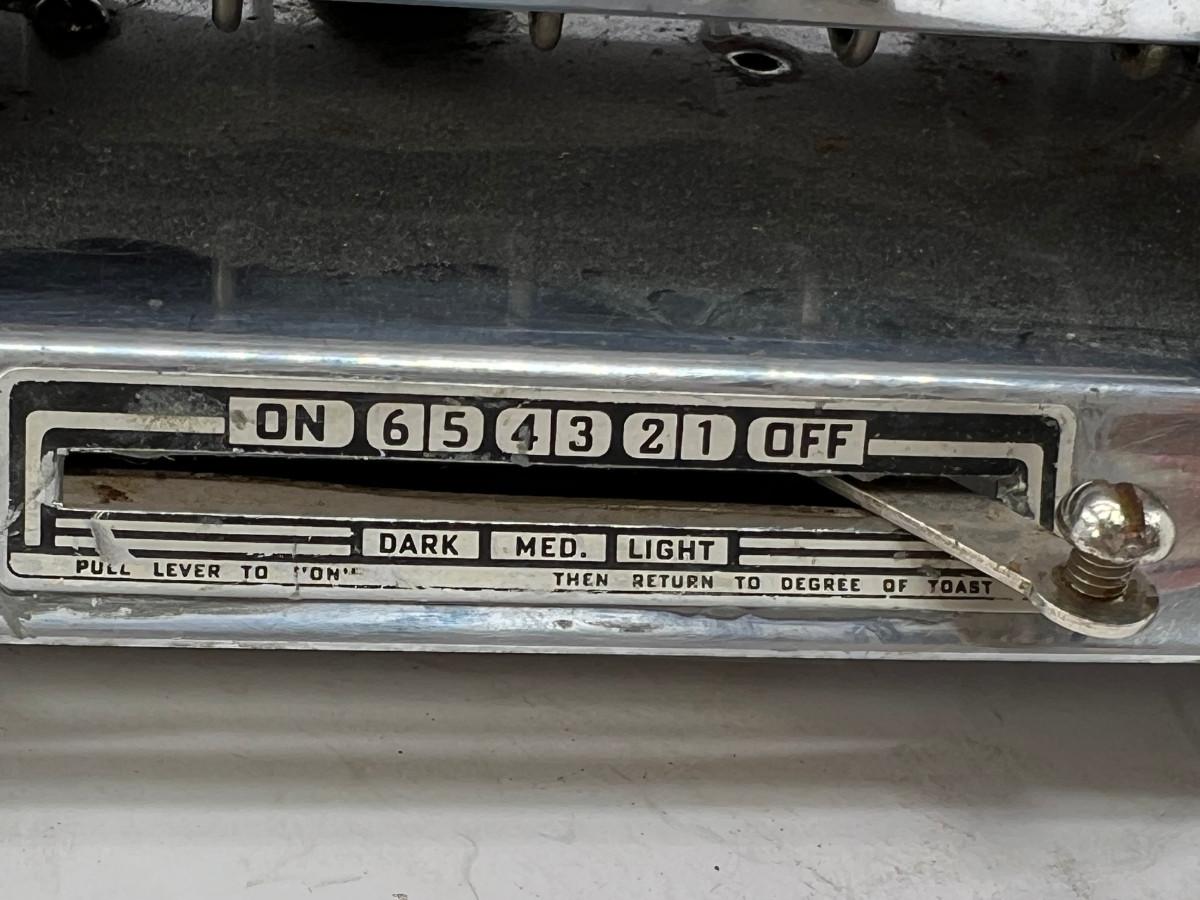 ON 6 5 4 3 2 1 OFF
DARK MED. LIGHT
PULL LEVER TO "ON" THEN RETURN TO DEGREE OF TOAST